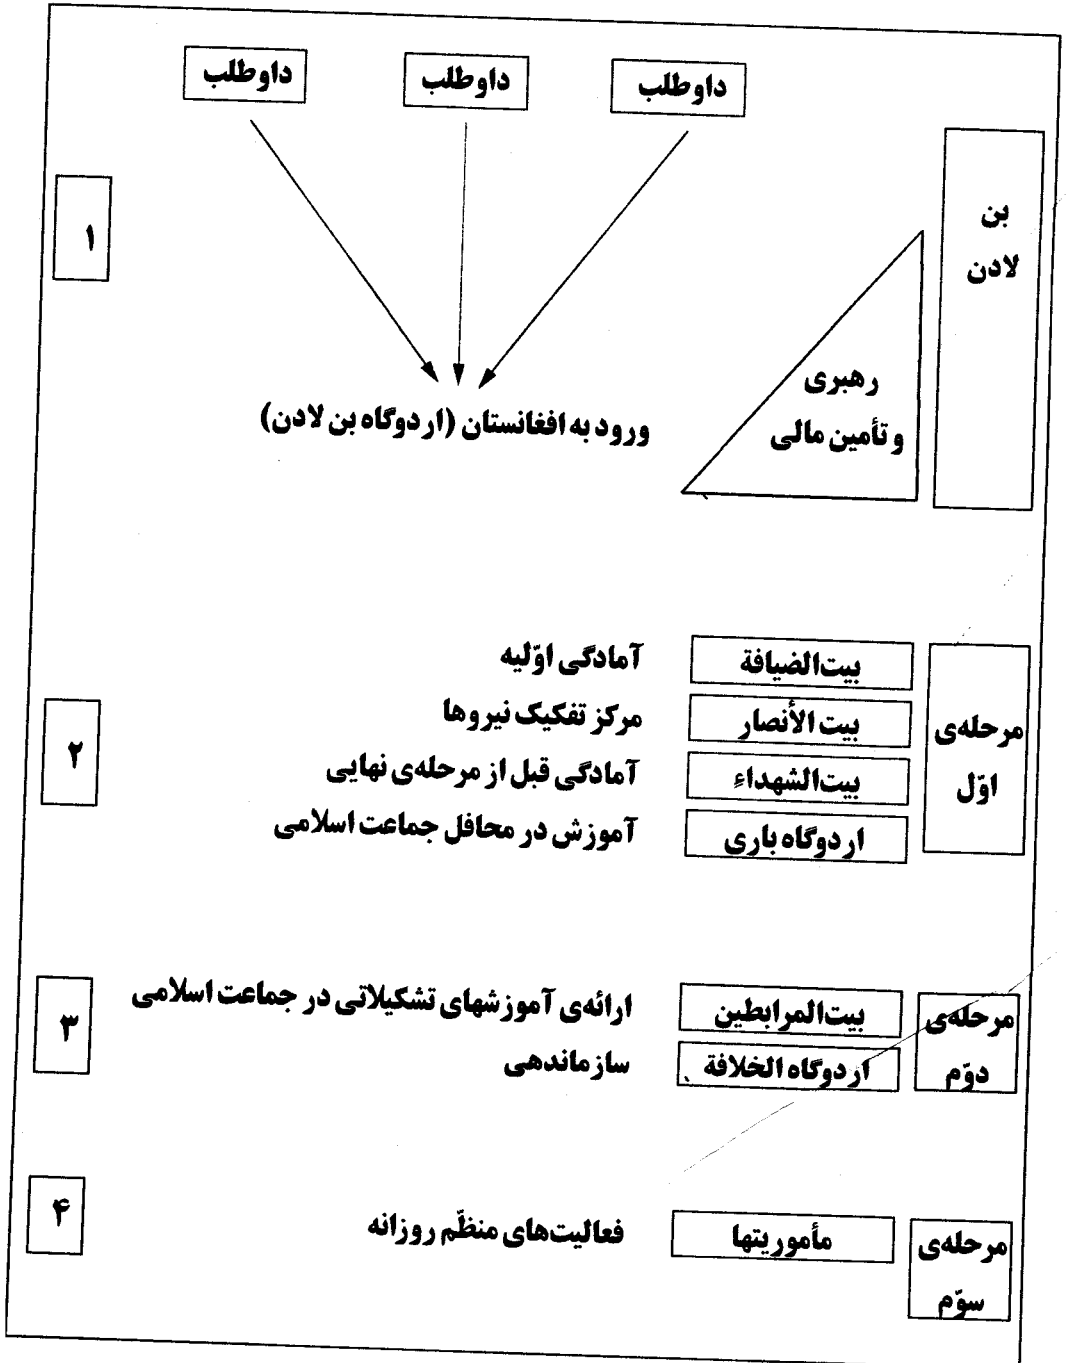 داوطلب
داوطلب
داوطلب
بن
لادن
رهبری
و تأمین مالی
۱
ورود به افغانستان (اردوگاه بن لادن)
مرحله‌ی
اوّل
بیت‌الضیافة
آمادگی اوّلیه
بیت الأنصار
مرکز تفکیک نیروها
بیت‌الشهداءِ
آمادگی قبل از مرحله‌ی نهایی
اردوگاه باری
آموزش در محافل جماعت اسلامی
۲
مرحله‌ی
دوّم
بیت‌المرابطین
ارائه‌ی آموزشهای تشکیلاتی در جماعت اسلامی
اردوگاه الخلافة
سازماندهی
۳
مرحله‌ی
سوّم
مأموریتها
فعالیت‌های منظّم روزانه
۴